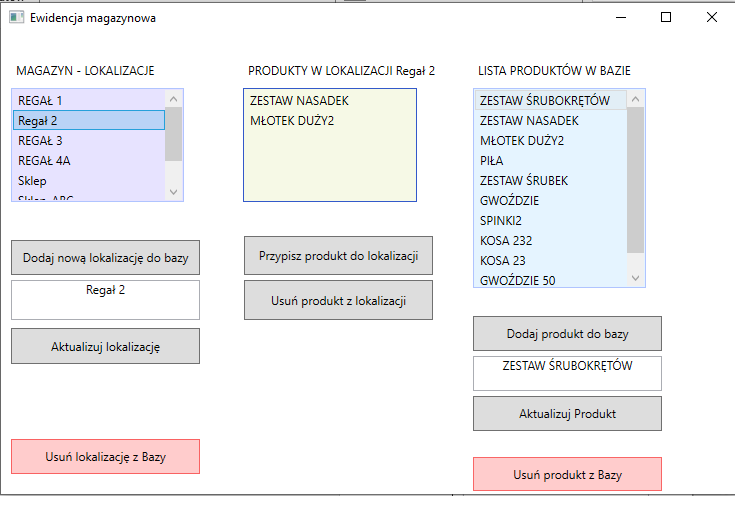 Ewidencja magazynowa
MAGAZYN - LOKALIZACJE
REGAŁ 1
Regał 2
REGAŁ 3
REGAŁ 4A
Sklep
Sklep ABC
Dodaj nową lokalizację do bazy
Regał 2
Aktualizuj lokalizację
Usuń lokalizację z Bazy
PRODUKTY W LOKALIZACJI Regał 2
ZESTAW NASADEK
MŁOTEK DUŻY2
Przypisz produkt do lokalizacji
Usuń produkt z lokalizacji
LISTA PRODUKTÓW W BAZIE
ZESTAW ŚRUBOKRĘTÓW
ZESTAW NASADEK
MŁOTEK DUŻY2
PIŁA
ZESTAW ŚRUBEK
GWOŹDZIE
SPINKI2
KOSA 232
KOSA 23
GWOŹDZIE 50
Dodaj produkt do bazy
ZESTAW ŚRUBOKRĘTÓW
Aktualizuj Produkt
Usuń produkt z Bazy